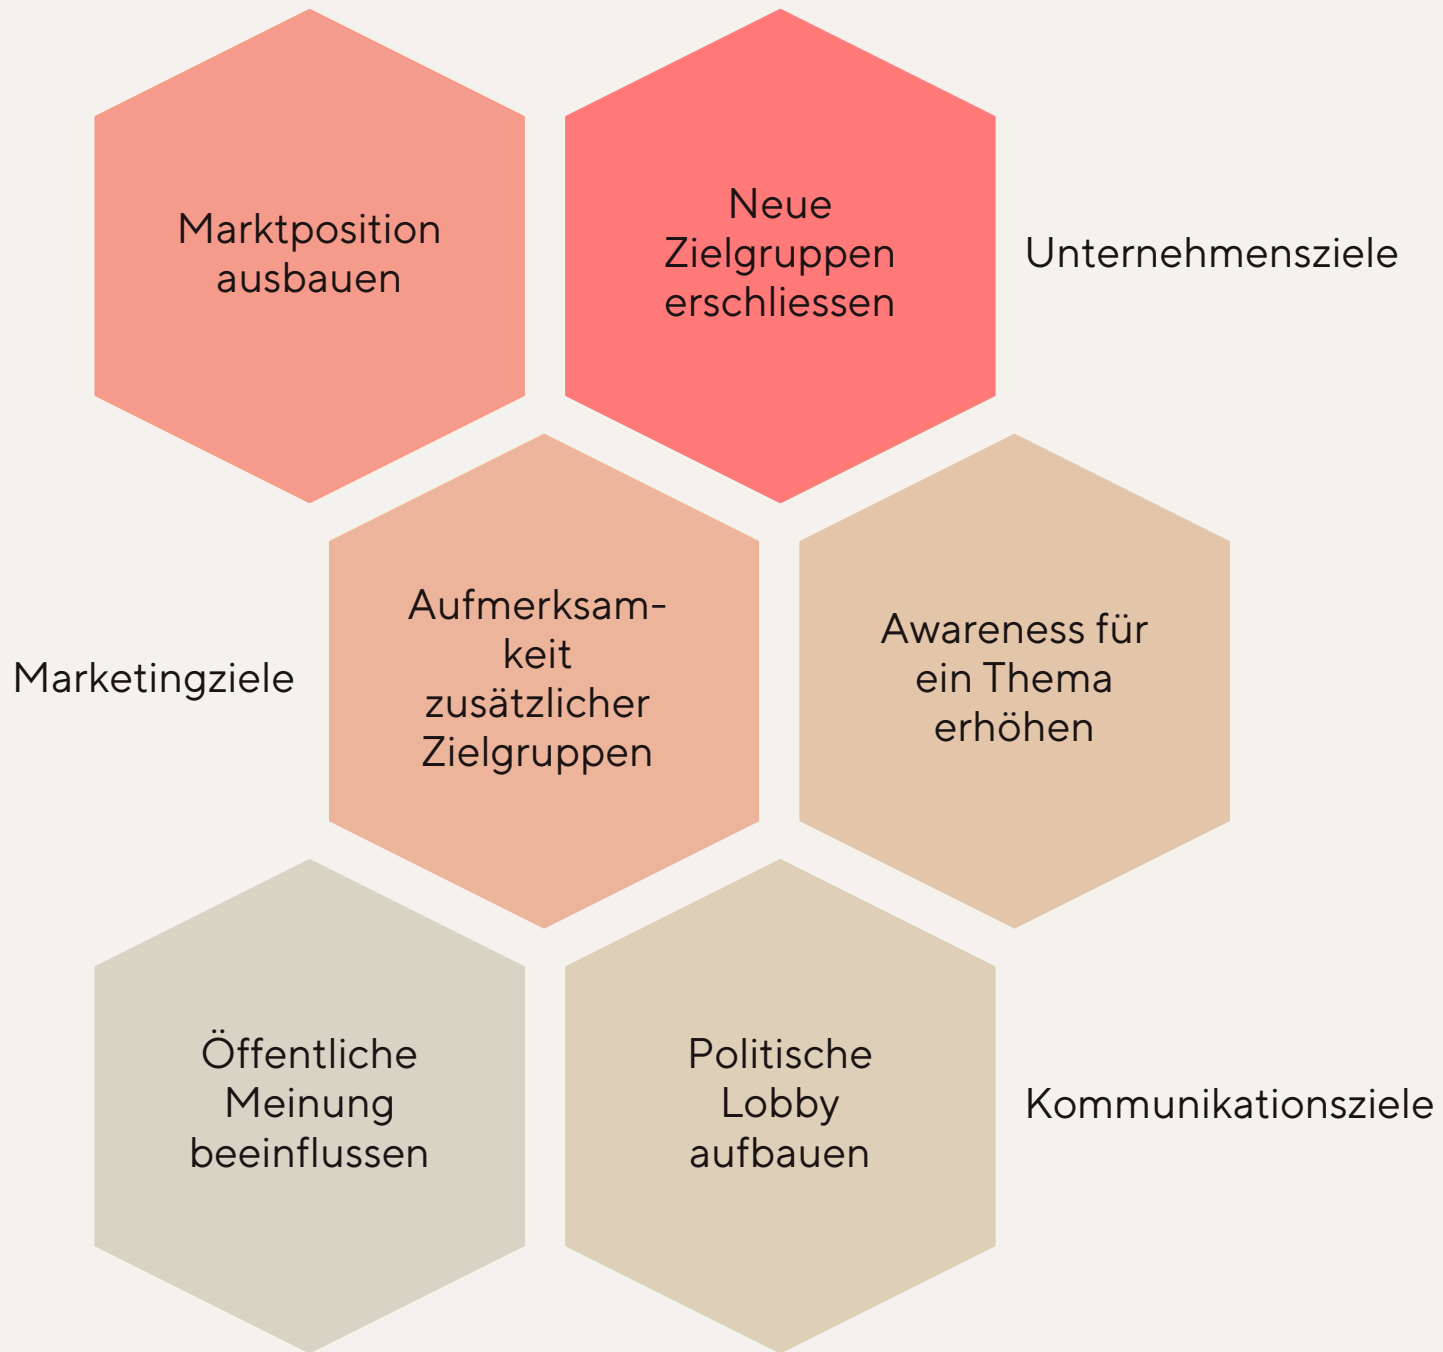 Marktposition
ausbauen
Neue
Zielgruppen
erschliessen
Unternehmensziele
Marketingziele
Aufmerksam-
keit
zusätzlicher
Zielgruppen
Awareness für
ein Thema
erhöhen
Öffentliche
Meinung
beeinflussen
Politische
Lobby
aufbauen
Kommunikationsziele